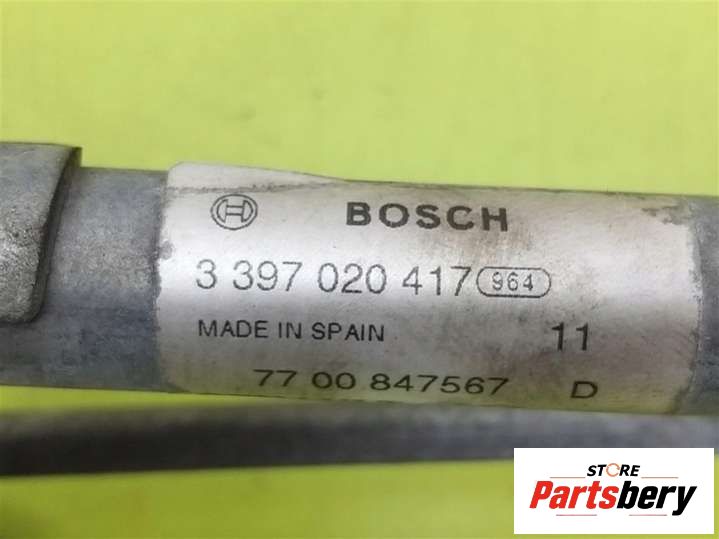 BOSCH
3 397 020 417 964
MADE IN SPAIN 11
77 00 847567 D
STORE
Partsbery